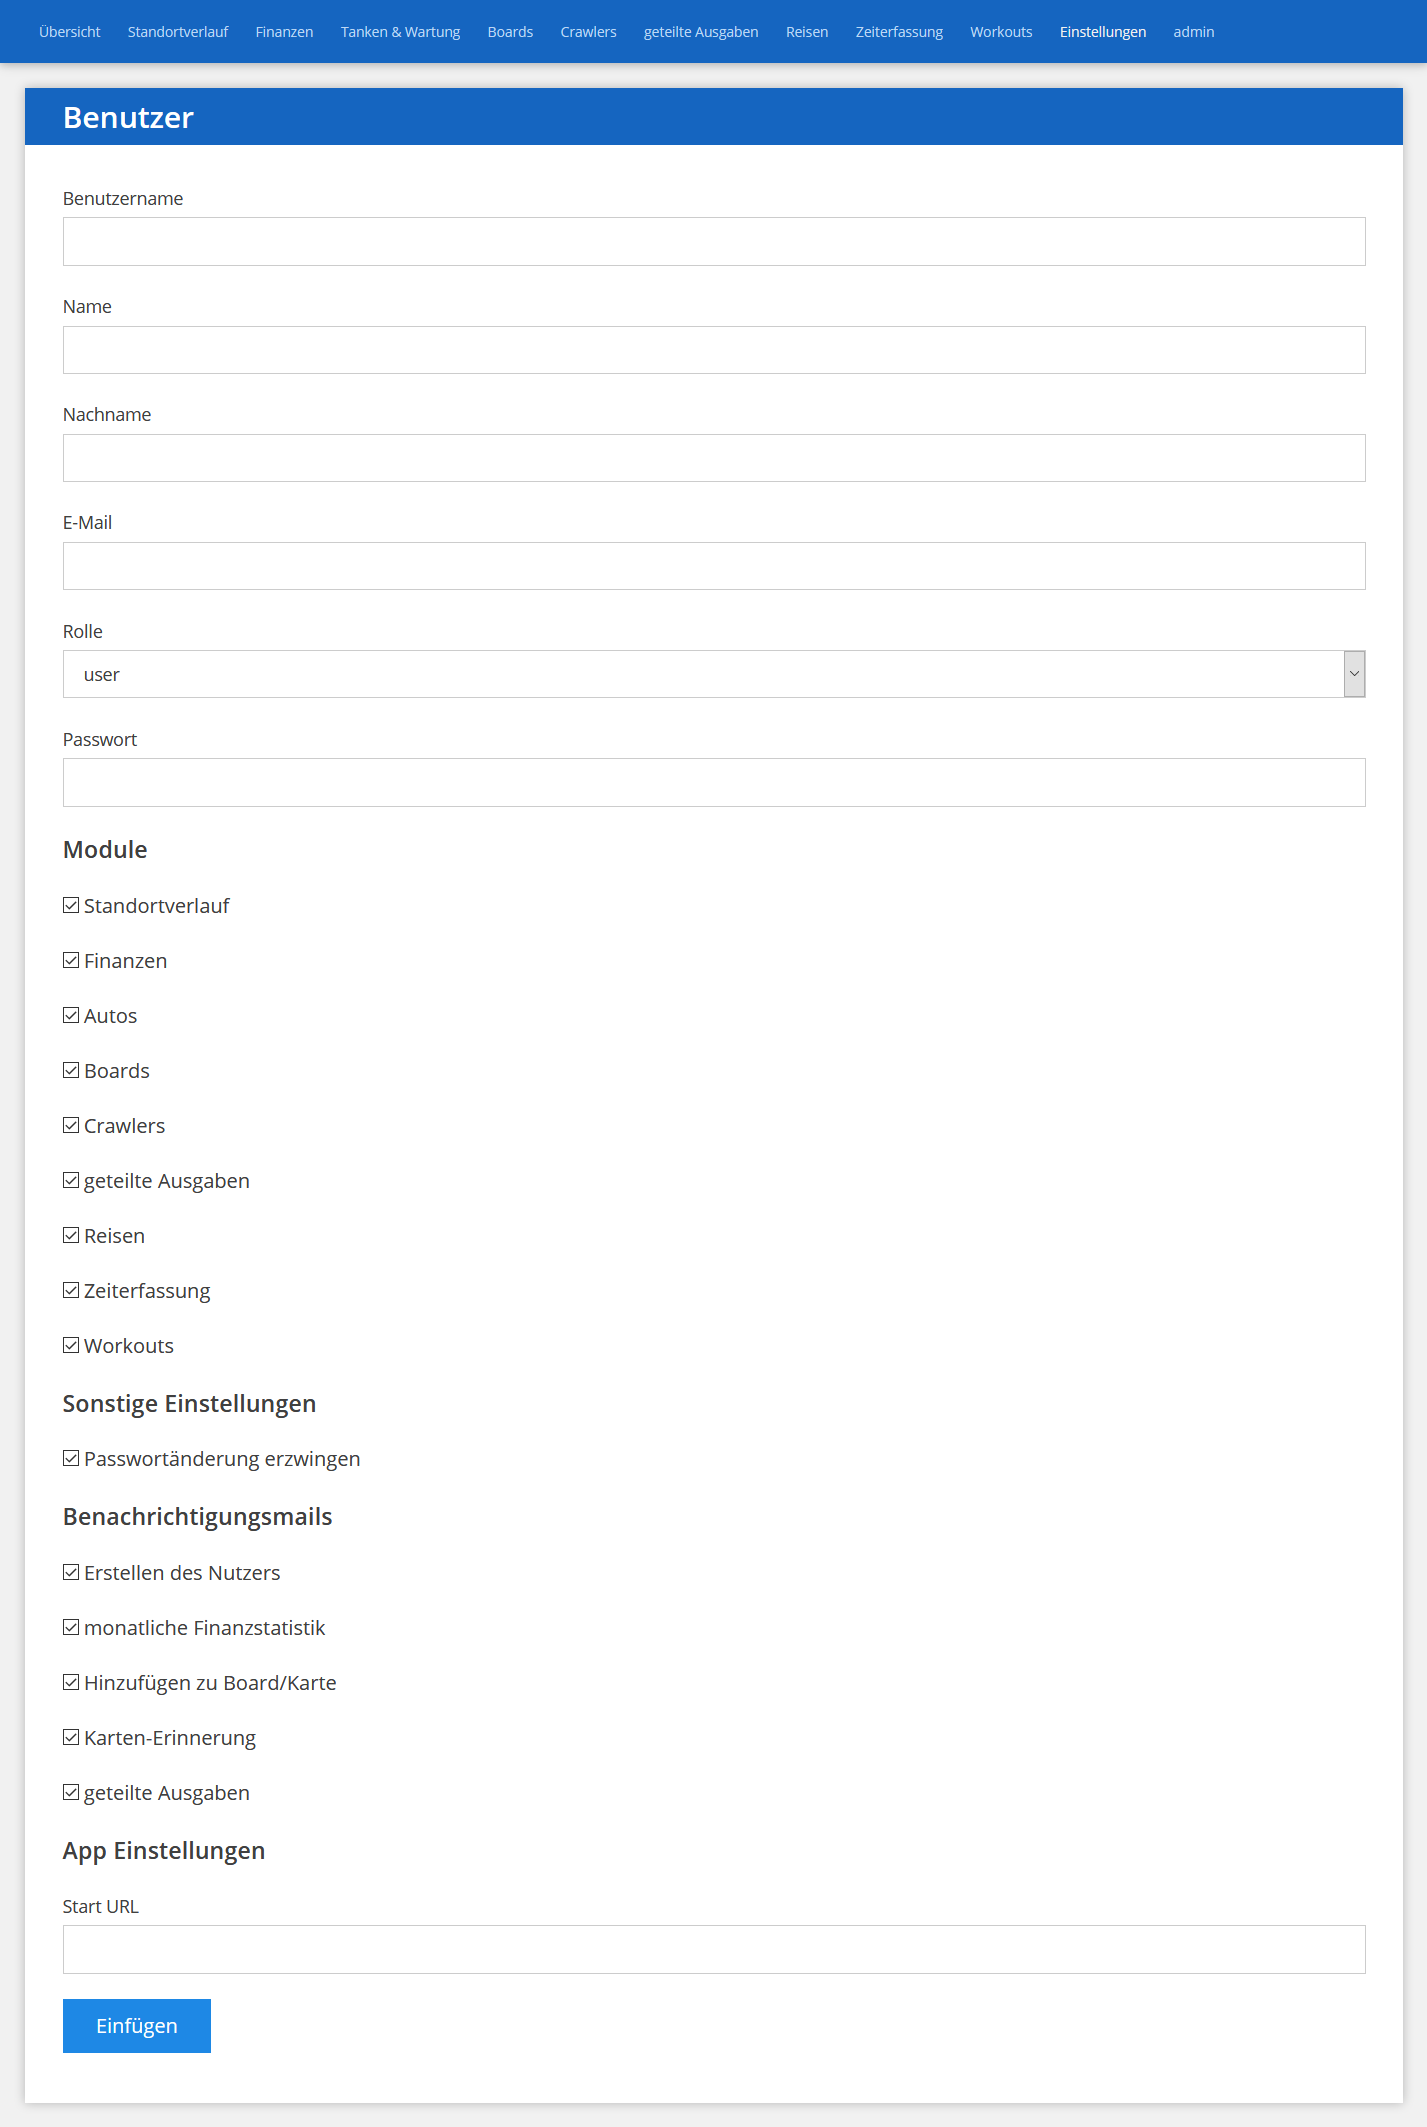 Übersicht Standortverlauf Finanzen Tanken & Wartung Boards Crawlers geteilte Ausgaben Reisen Zeiterfassung Workouts Einstellungen admin
Benutzer
Benutzername
Name
Nachname
E-Mail
Rolle
user
Passwort
Module
Standortverlauf
Finanzen
Autos
Boards
Crawlers
geteilte Ausgaben
Reisen
Zeiterfassung
Workouts
Sonstige Einstellungen
Passwortänderung erzwingen
Benachrichtigungsmails
Erstellen des Nutzers
monatliche Finanzstatistik
Hinzufügen zu Board/Karte
Karten-Erinnerung
geteilte Ausgaben
App Einstellungen
Start URL
Einfügen